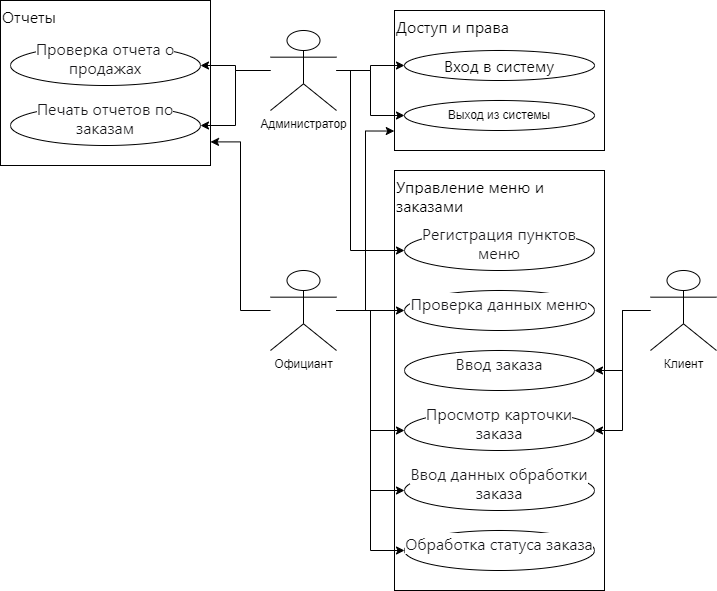 Отчеты
Проверка отчета о
продажах
Печать отчетов по
заказам
Администратор
Доступ и права
Вход в систему
Выход из системы
Управление меню и
заказами
Регистрация пунктов
меню
Проверка данных меню
Ввод заказа
Просмотр карточки
заказа
Ввод данных обработки
заказа
Обработка статуса заказа
Официант
Клиент